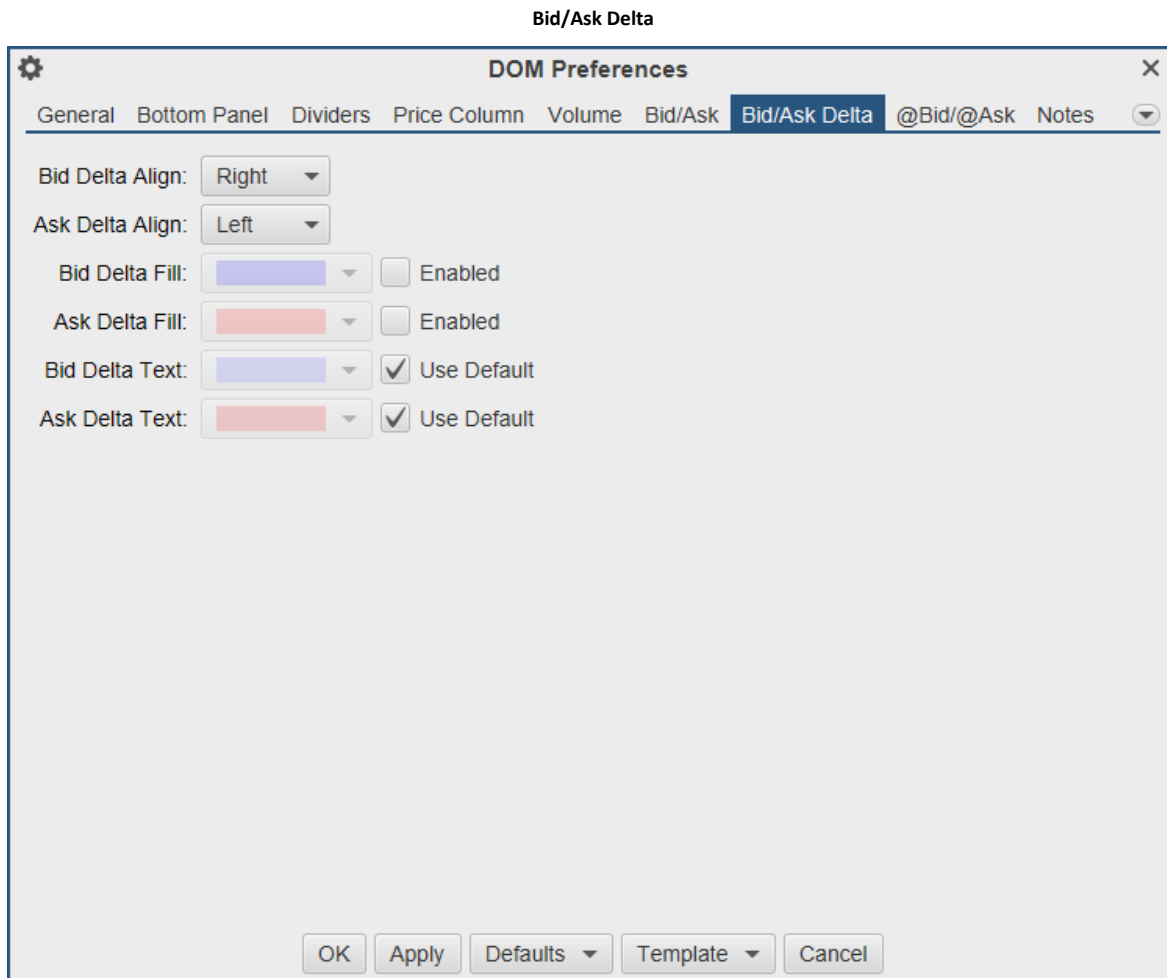 Bid/Ask Delta
DOM Preferences
General Bottom Panel Dividers Price Column Volume Bid/Ask Bid/Ask Delta @Bid/@Ask Notes
Bid Delta Align: Right
Ask Delta Align: Left
Bid Delta Fill: Enabled
Ask Delta Fill: Enabled
Bid Delta Text: Use Default
Ask Delta Text: Use Default
OK Apply Defaults Template Cancel